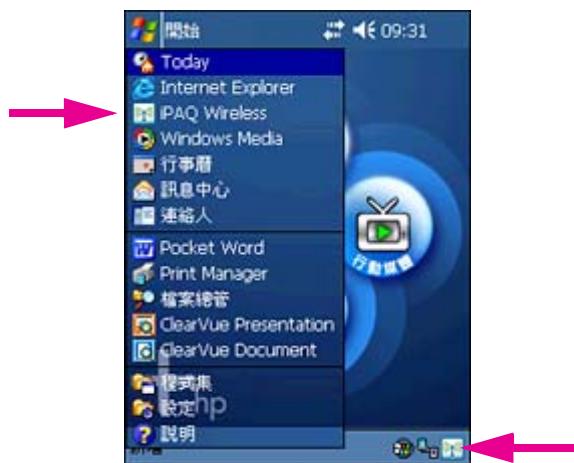 開始 09:31
Today
Internet Explorer
iPAQ Wireless
Windows Media
行事曆
訊息中心
連絡人
Pocket Word
Print Manager
檔案總管
ClearVue Presentation
ClearVue Document
程式集
設定
hp
說明
行動媒體